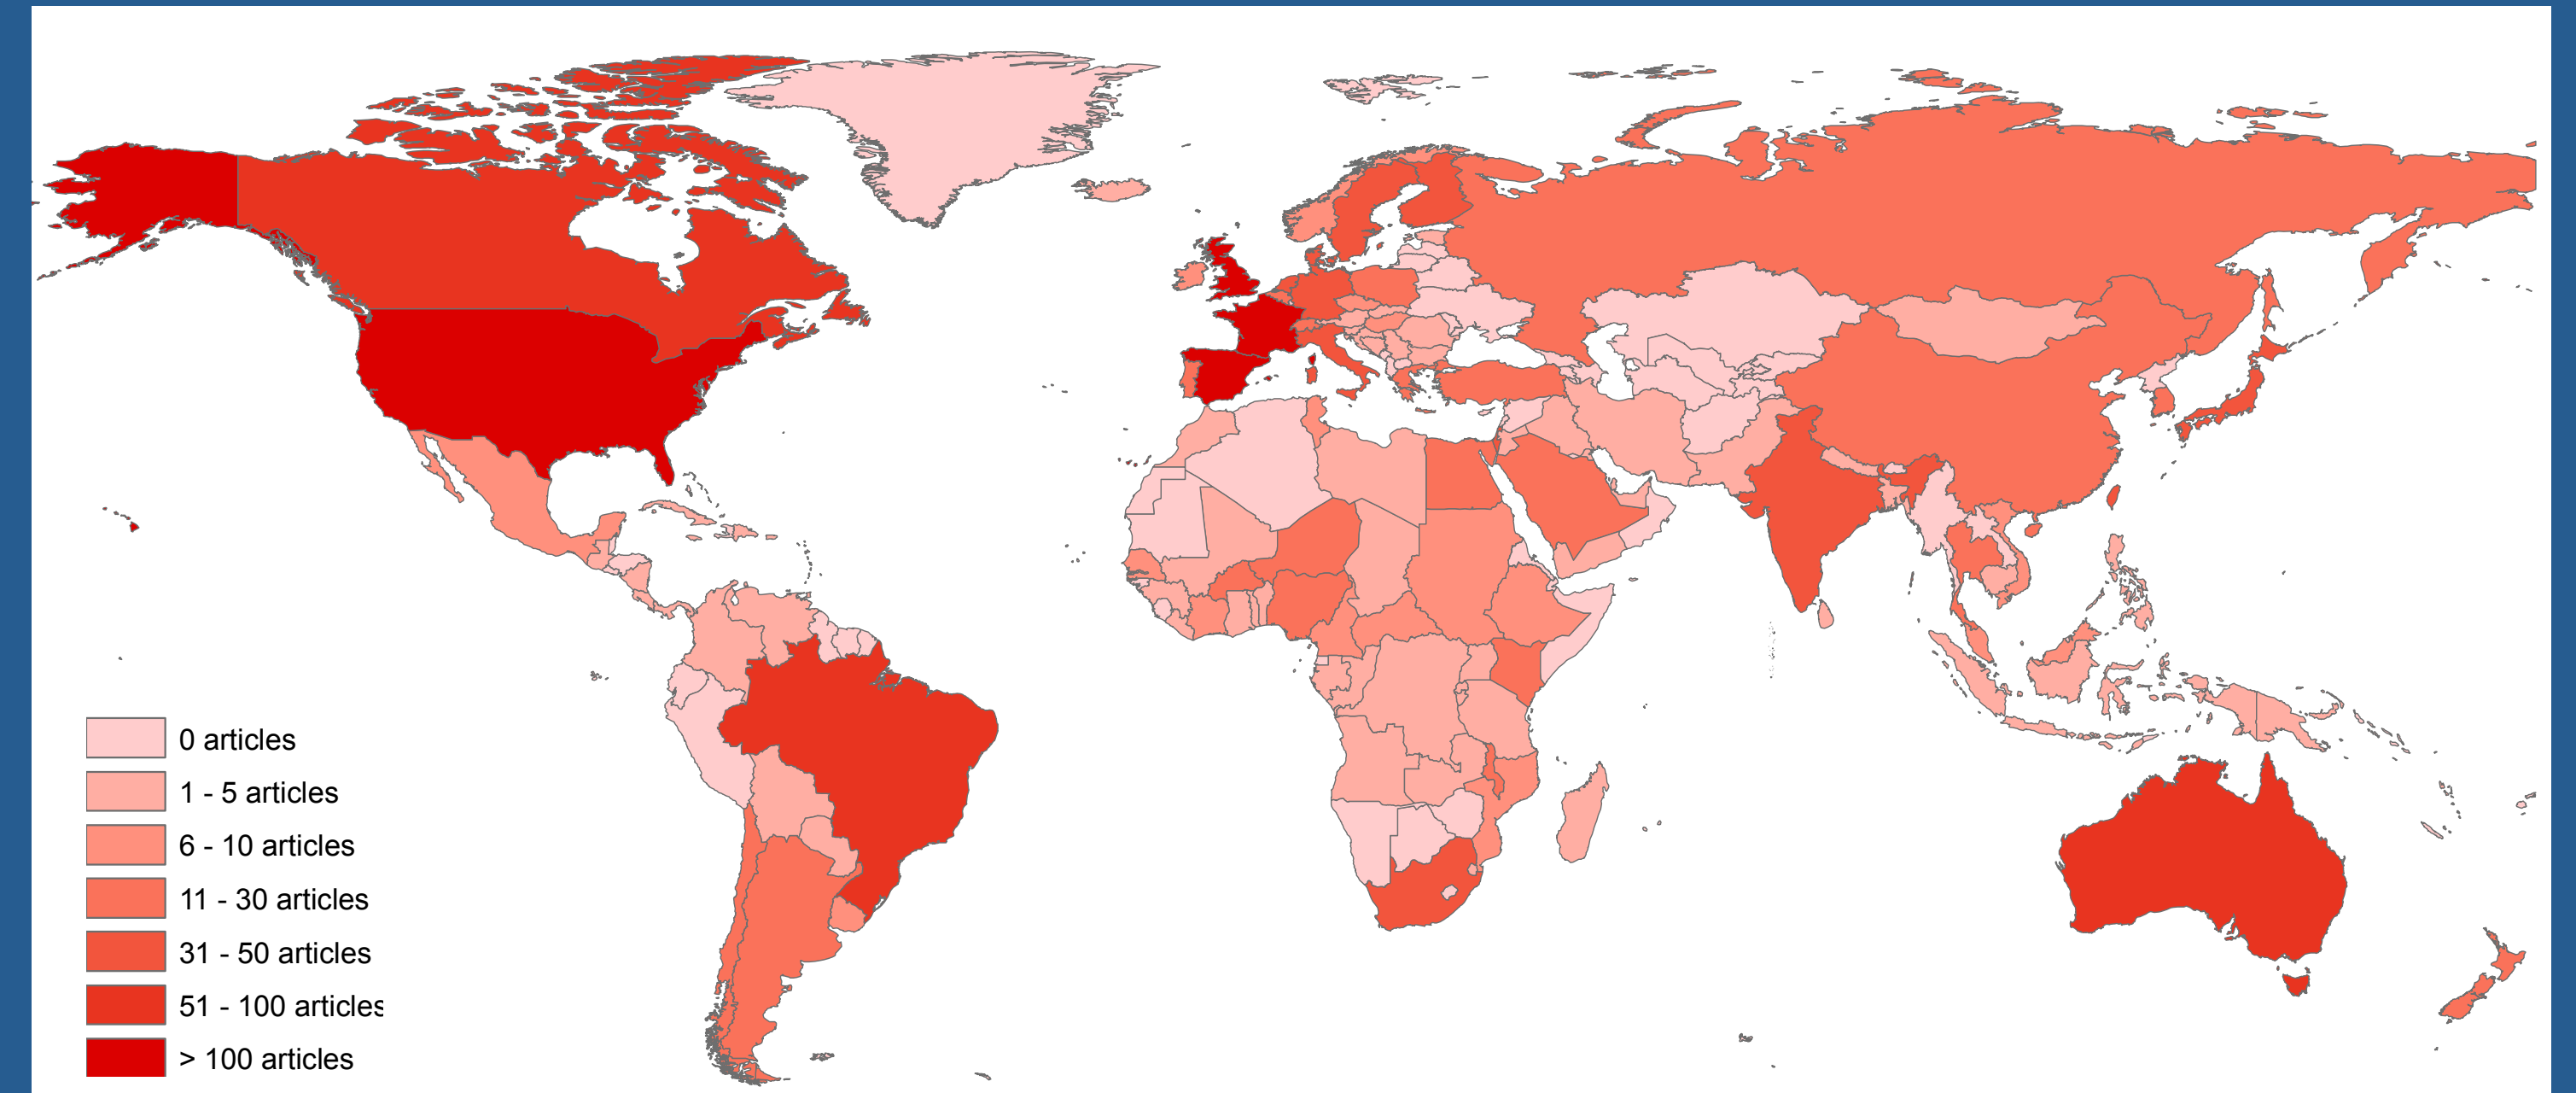 0 articles
1 - 5 articles
6 - 10 articles
11 - 30 articles
31 - 50 articles
51 - 100 articles
> 100 articles